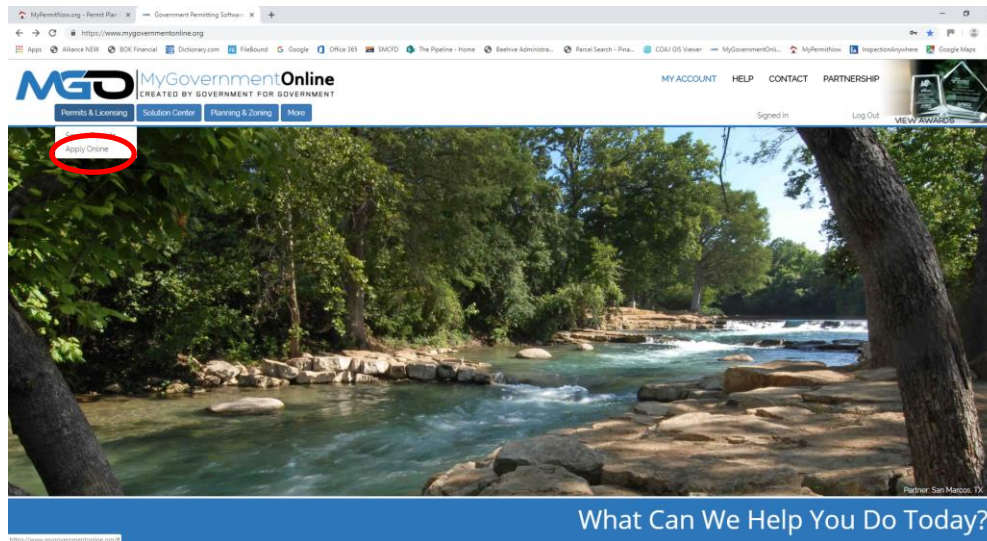 MyPermitNow.org - Permit Plan
Government Permitting Softwar
https://www.mygovernmentonline.org
Apps Alliance NEW BOK Financial Dictionary.com FileBound Google Office 365 SMCFD The Pipeline - Home Beehive Administra... Parcel Search - Pina... COAJ GIS Viewer MyGovernmentOnli... MyPermitNow InspectionAnywhere Google Maps
MGO MyGovernmentOnline
CREATED BY GOVERNMENT FOR GOVERNMENT
MY ACCOUNT HELP CONTACT PARTNERSHIP
Permits & Licensing Solution Center Planning & Zoning More
Signed in Log Out
VIEW AWARDS
Apply Online
Partner: San Marcos, TX
What Can We Help You Do Today?